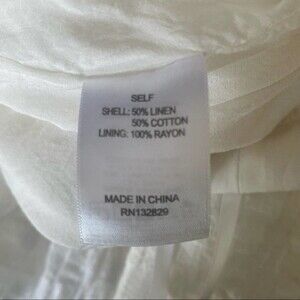 SELF
SHELL: 50% LINEN
50% COTTON
LINING: 100% RAYON
MADE IN CHINA
RN132829